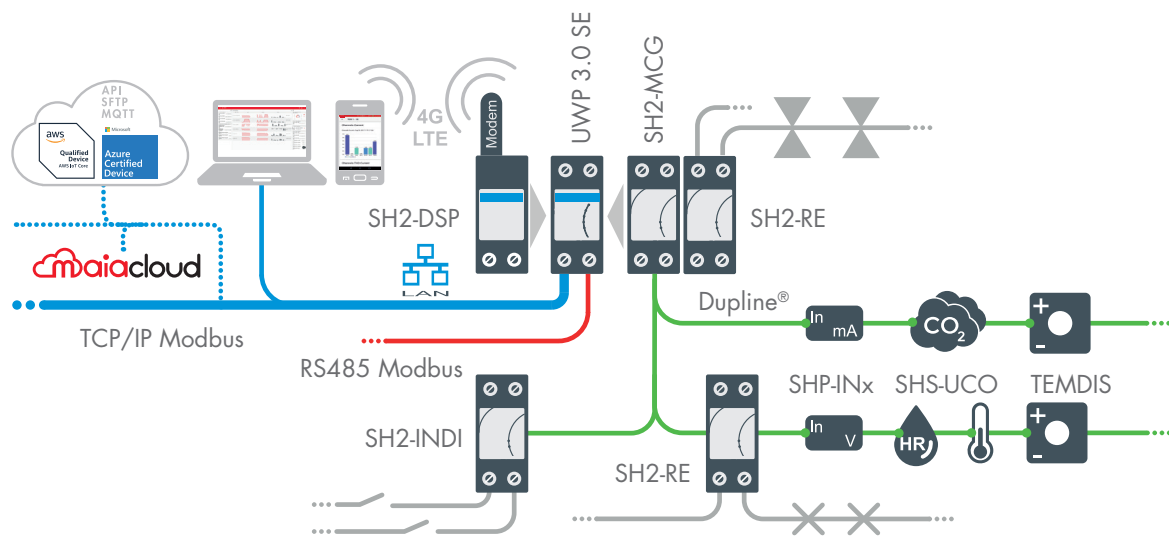 API
SFTP
MQTT
aws
Qualified
Device
AWS IoT Core
Microsoft
Azure
Certified
Device
4G
LTE
Modem
UWP 3.0 SE
SH2-MCG
SH2-DSP
SH2-RE
maiacloud
LAN
TCP/IP Modbus
RS485 Modbus
Dupline®
In
mA
CO2
+
-
SHP-INx
SHS-UCO
TEMDIS
SH2-INDI
SH2-RE
In
V
HR
+
-